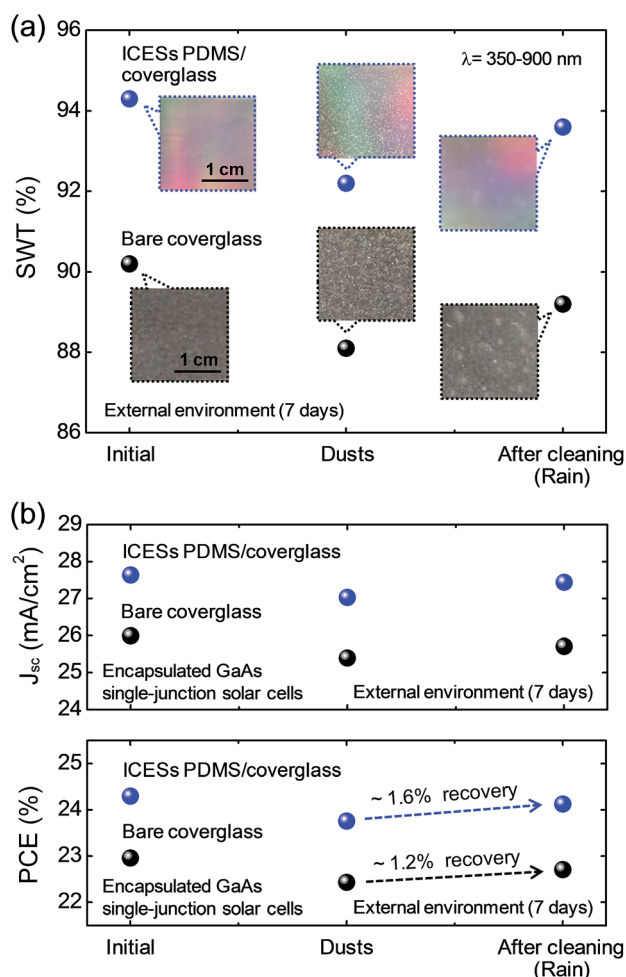 (a)
96
94
92
90
88
86
SWT (%)
ICESs PDMS/
coverglass
λ= 350-900 nm
1 cm
Bare coverglass
1 cm
External environment (7 days)
Initial
Dusts
After cleaning
(Rain)
(b)
29
28
27
26
25
24
J_sc (mA/cm²)
ICESs PDMS/coverglass
Bare coverglass
Encapsulated GaAs
single-junction solar cells
External environment (7 days)
25
24
23
22
PCE (%)
ICESs PDMS/coverglass
~ 1.6% recovery
Bare coverglass
~ 1.2% recovery
Encapsulated GaAs
single-junction solar cells
External environment (7 days)
Initial
Dusts
After cleaning
(Rain)